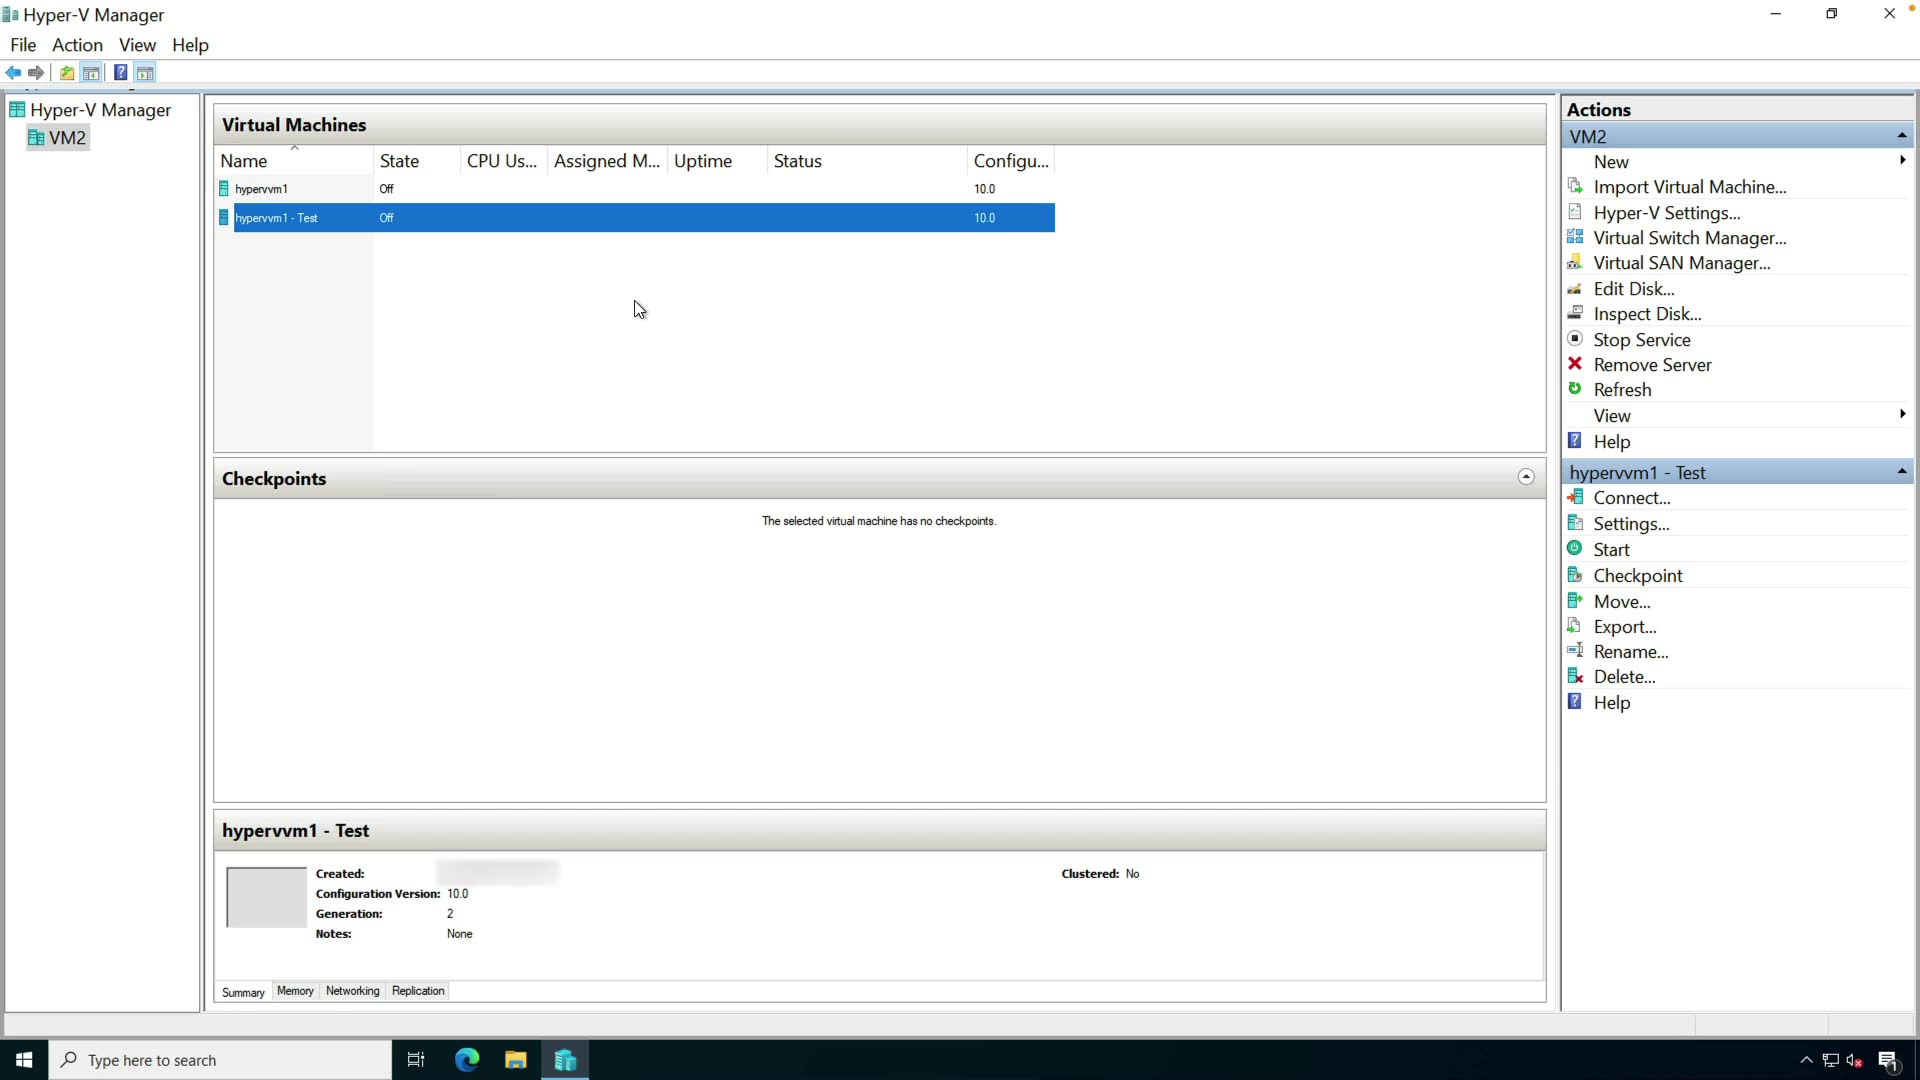 Hyper-V Manager
File Action View Help
Hyper-V Manager
VM2
Virtual Machines
Name State CPU Us... Assigned M... Uptime Status Configu...
hypervvm1 Off 10.0
hypervvm1 - Test Off 10.0
Checkpoints
The selected virtual machine has no checkpoints.
hypervvm1 - Test
Created:
Clustered: No
Configuration Version: 10.0
Generation: 2
Notes: None
Summary Memory Networking Replication
Actions
VM2
New
Import Virtual Machine...
Hyper-V Settings...
Virtual Switch Manager...
Virtual SAN Manager...
Edit Disk...
Inspect Disk...
Stop Service
Remove Server
Refresh
View
Help
hypervvm1 - Test
Connect...
Settings...
Start
Checkpoint
Move...
Export...
Rename...
Delete...
Help
Type here to search
1